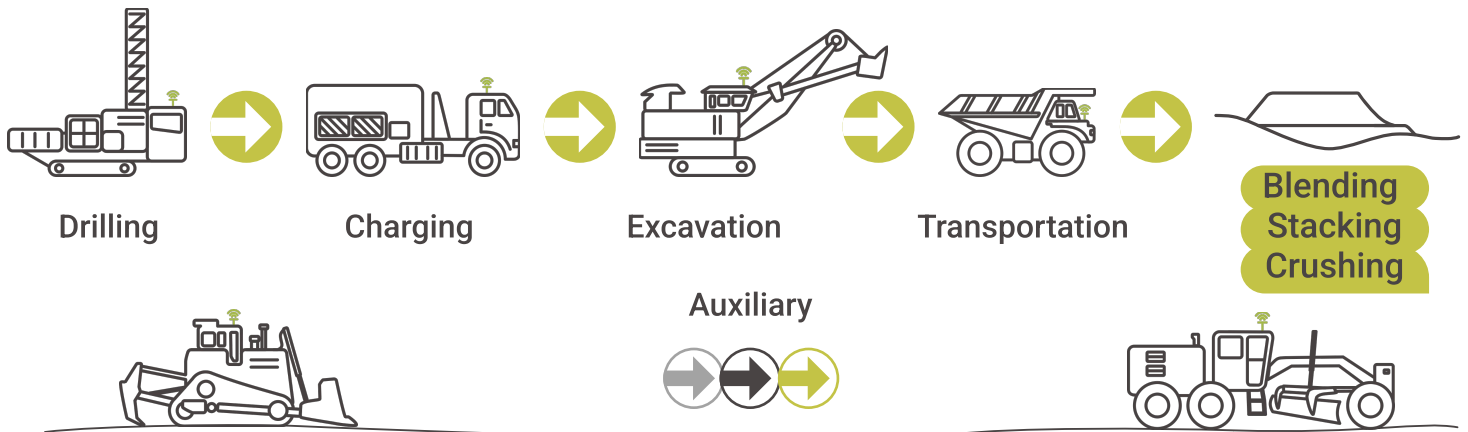 Drilling
Charging
Excavation
Transportation
Blending
Stacking
Crushing
Auxiliary